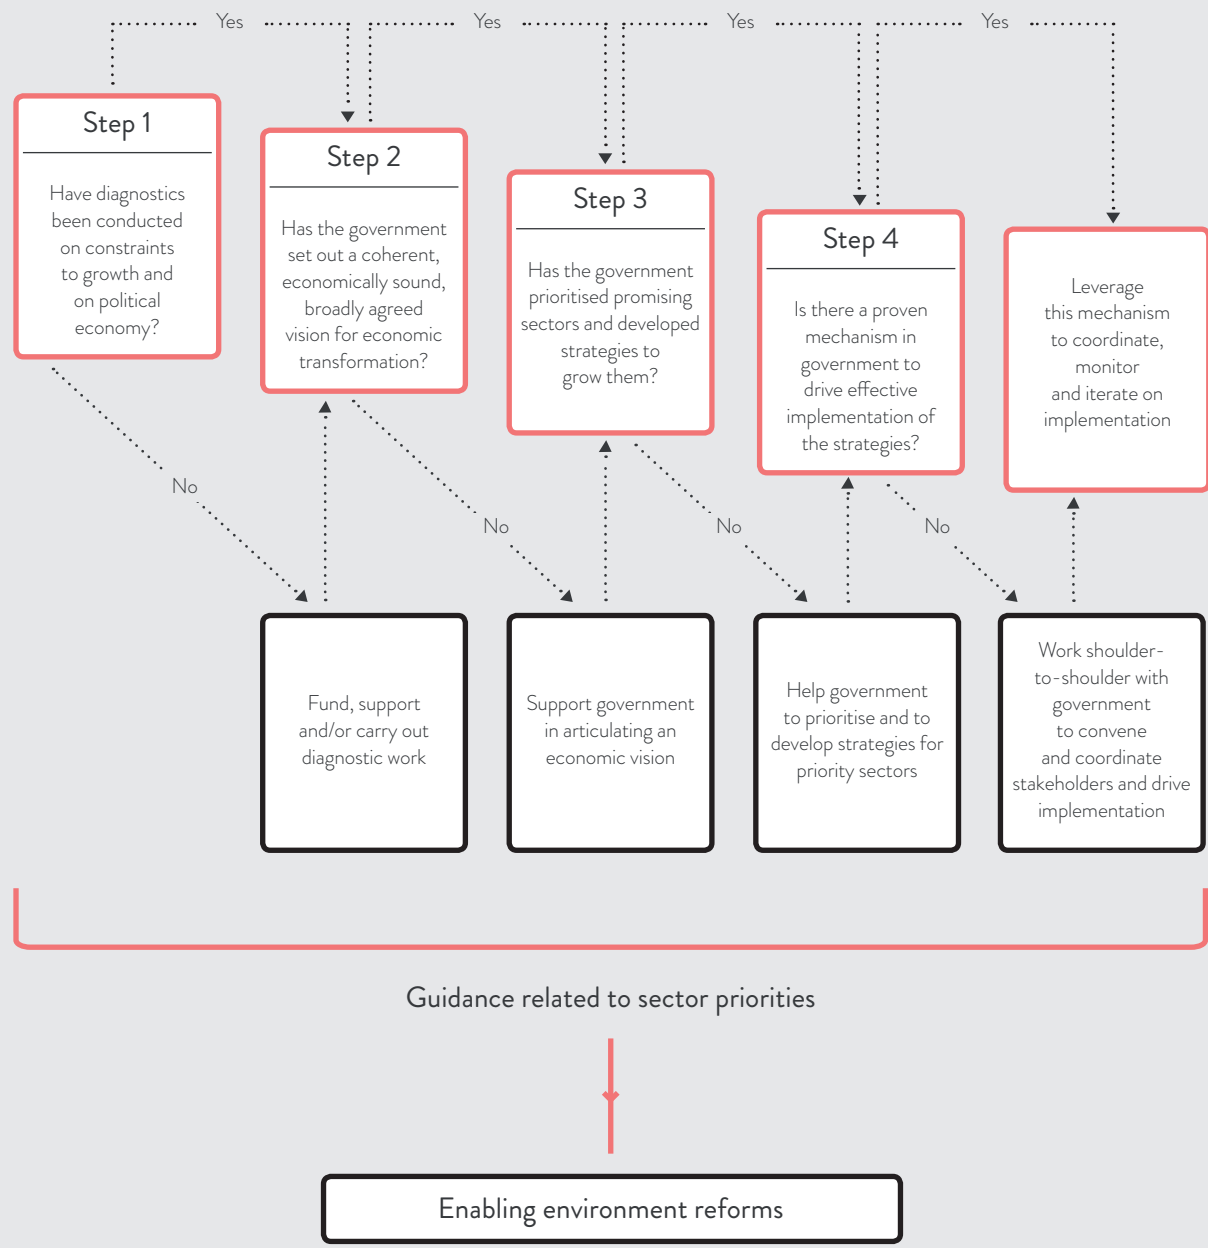 Yes
Yes
Yes
Yes
Step 1
Have diagnostics
been conducted
on constraints
to growth and
on political
economy?
Step 2
Has the government
set out a coherent,
economically sound,
broadly agreed
vision for economic
transformation?
Step 3
Has the government
prioritised promising
sectors and developed
strategies to
grow them?
Step 4
Is there a proven
mechanism in
government to
drive effective
implementation of
the strategies?
Leverage
this mechanism
to coordinate,
monitor
and iterate on
implementation
No
No
No
No
Fund, support
and/or carry out
diagnostic work
Support government
in articulating an
economic vision
Help government
to prioritise and to
develop strategies for
priority sectors
Work shoulder-
to-shoulder with
government
to convene
and coordinate
stakeholders and drive
implementation
Guidance related to sector priorities
Enabling environment reforms